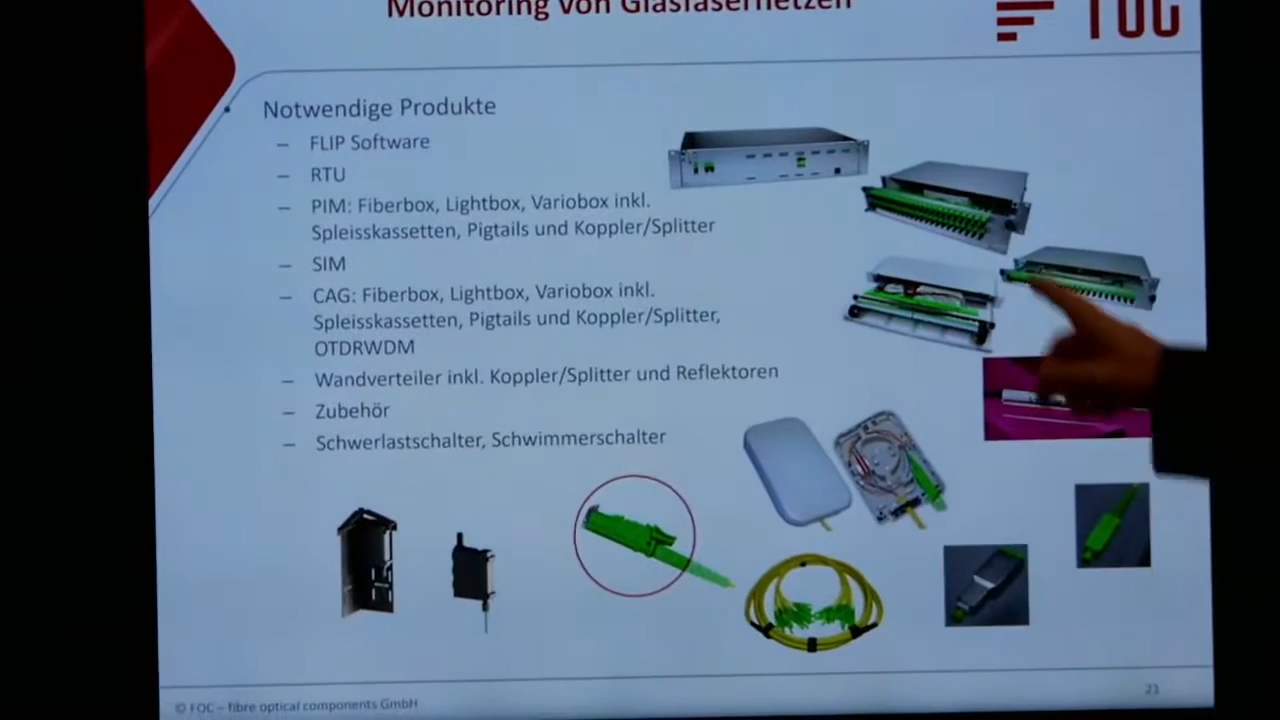 Monitoring von Glasfasernetzen
FOC
Notwendige Produkte
– FLIP Software
– RTU
– PIM: Fiberbox, Lightbox, Variobox inkl.
Spleisskassetten, Pigtails und Koppler/Splitter
– SIM
– CAG: Fiberbox, Lightbox, Variobox inkl.
Spleisskassetten, Pigtails und Koppler/Splitter,
OTDRWDM
– Wandverteiler inkl. Koppler/Splitter und Reflektoren
– Zubehör
– Schwerlastschalter, Schwimmerschalter
© FOC – fibre optical components GmbH
21